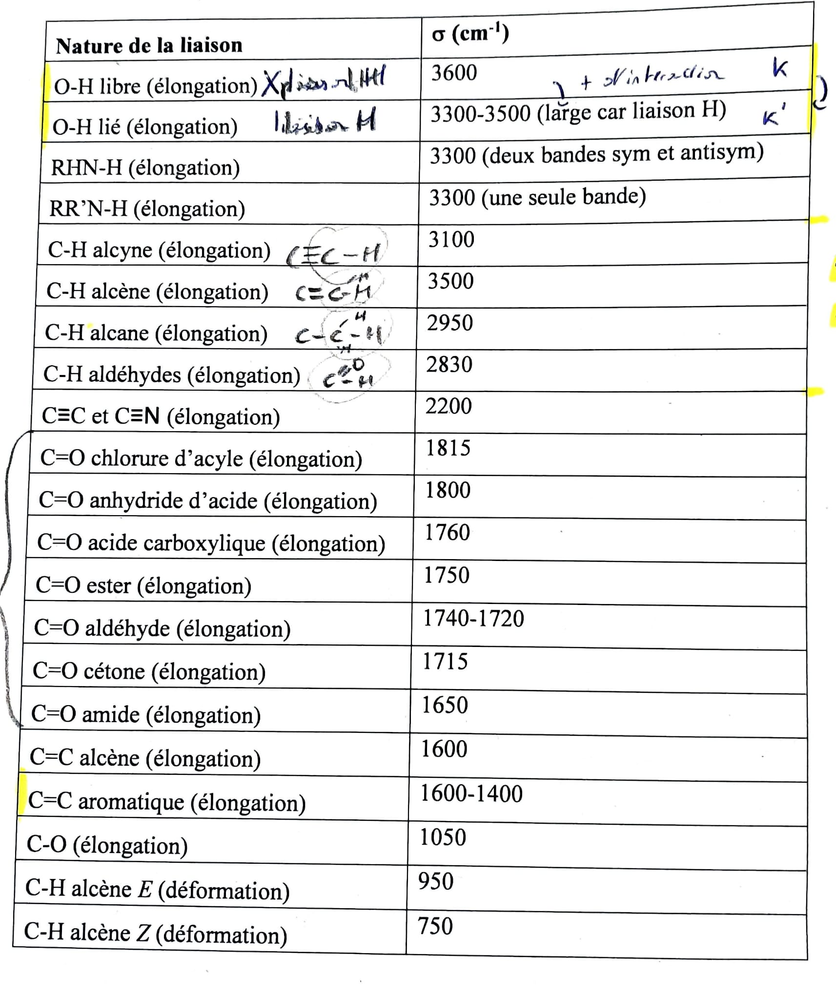 Nature de la liaison σ (cm⁻¹)
O-H libre (élongation) 3600 + d'interaction K
O-H lié (élongation) liaison H 3300-3500 (large car liaison H) K'
RHN-H (élongation) 3300 (deux bandes sym et antisym)
RR'N-H (élongation) 3300 (une seule bande)
C-H alcyne (élongation) C≡C-H 3100
C-H alcène (élongation) C=C-H 3500
C-H alcane (élongation) C-C-H 2950
C-H aldéhydes (élongation) 2830
C≡C et C≡N (élongation) 2200
C=O chlorure d'acyle (élongation) 1815
C=O anhydride d'acide (élongation) 1800
C=O acide carboxylique (élongation) 1760
C=O ester (élongation) 1750
C=O aldéhyde (élongation) 1740-1720
C=O cétone (élongation) 1715
C=O amide (élongation) 1650
C=C alcène (élongation) 1600
C=C aromatique (élongation) 1600-1400
C-O (élongation) 1050
C-H alcène E (déformation) 950
C-H alcène Z (déformation) 750